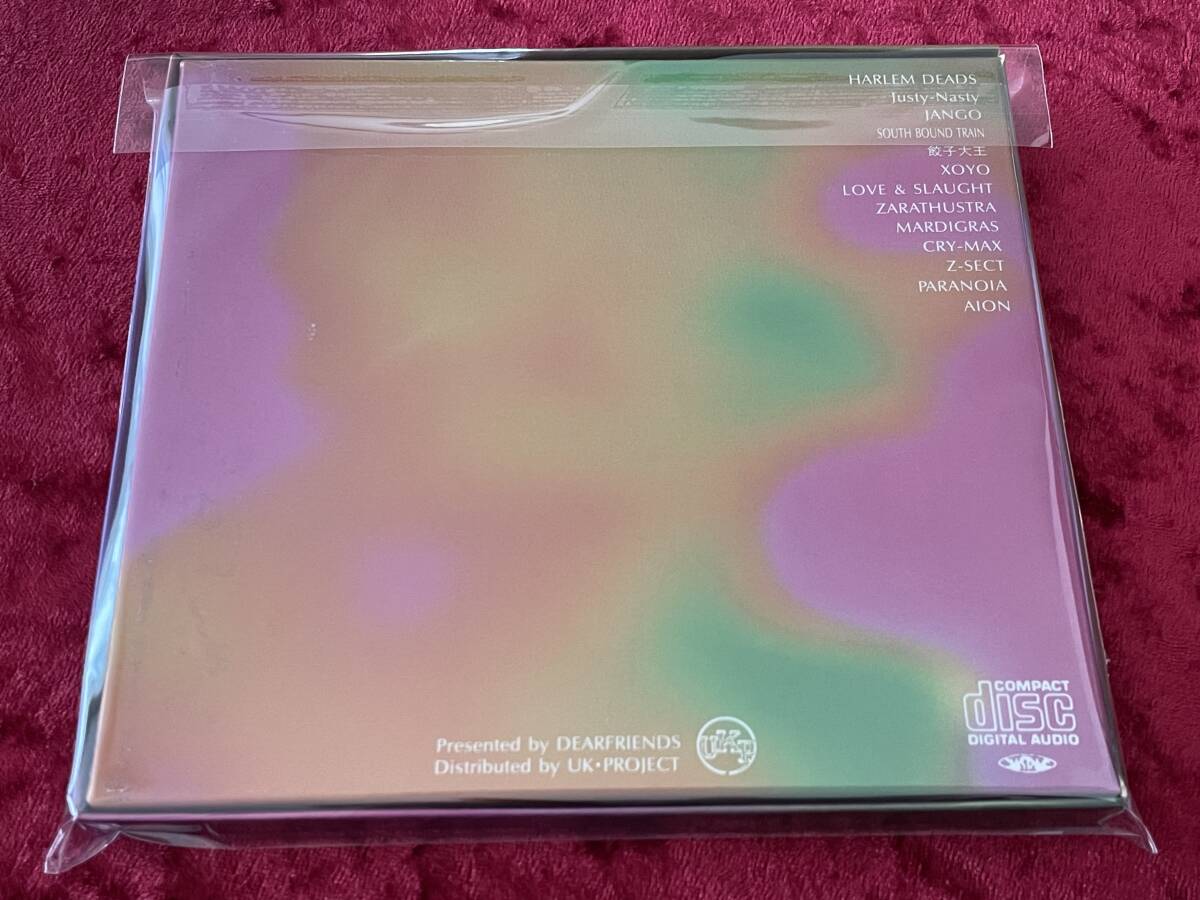 HARLEM DEADS
Justy-Nasty
JANGO
SOUTH BOUND TRAIN
餃子大王
XOYO
LOVE & SLAUGHT
ZARATHUSTRA
MARDIGRAS
CRY-MAX
Z-SECT
PARANOIA
AION
Presented by DEARFRIENDS
Distributed by UK・PROJECT
UKP
COMPACT
disc
DIGITAL AUDIO